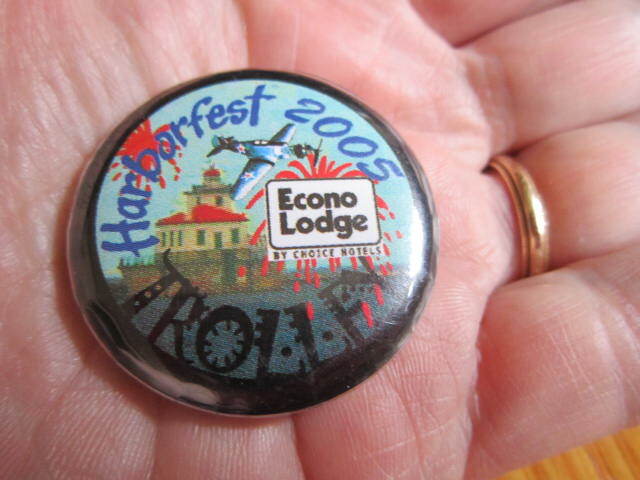 Harborfest 2005
Econo
Lodge
BY CHOICE HOTELS
TROLLEY